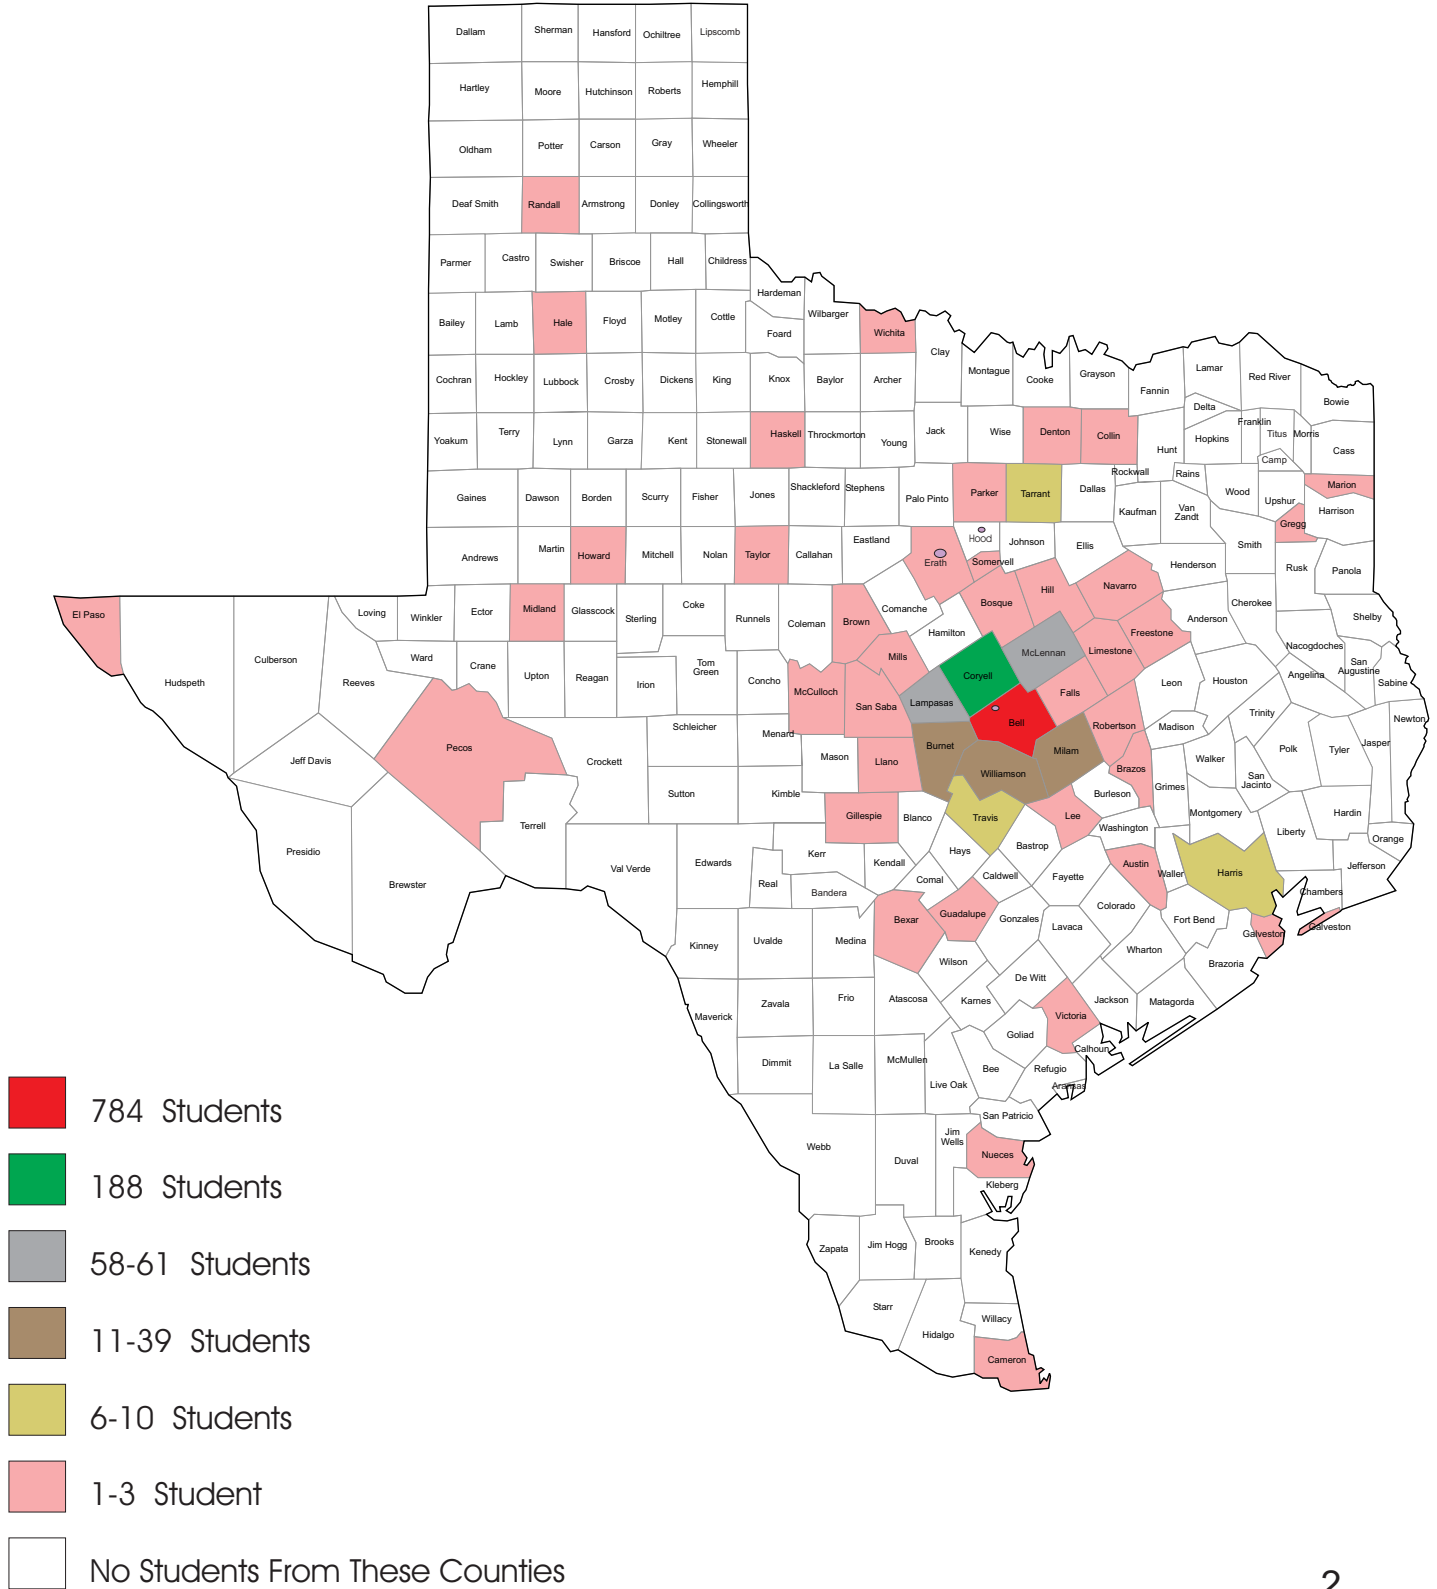 Dallam
Sherman
Hansford
Ochiltree
Lipscomb
Hartley
Moore
Hutchinson
Roberts
Hemphill
Oldham
Potter
Carson
Gray
Wheeler
Deaf Smith
Randall
Armstrong
Donley
Collingsworth
Parmer
Castro
Swisher
Briscoe
Hall
Childress
Hardeman
Bailey
Lamb
Hale
Floyd
Motley
Cottle
Foard
Wilbarger
Wichita
Clay
Montague
Cooke
Grayson
Fannin
Lamar
Red River
Bowie
Cochran
Hockley
Lubbock
Crosby
Dickens
King
Knox
Baylor
Archer
Delta
Franklin
Titus
Morris
Cass
Yoakum
Terry
Lynn
Garza
Kent
Stonewall
Haskell
Throckmorton
Young
Jack
Wise
Denton
Collin
Hunt
Hopkins
Camp
Rockwall
Rains
Marion
Gaines
Dawson
Borden
Scurry
Fisher
Jones
Shackleford
Stephens
Palo Pinto
Parker
Tarrant
Dallas
Kaufman
Van
Zandt
Wood
Upshur
Harrison
Gregg
Andrews
Martin
Howard
Mitchell
Nolan
Taylor
Callahan
Eastland
Erath
Hood
Somervell
Johnson
Ellis
Henderson
Smith
Rusk
Panola
El Paso
Hudspeth
Culberson
Loving
Winkler
Ector
Midland
Glasscock
Sterling
Coke
Runnels
Coleman
Brown
Comanche
Hamilton
Bosque
Hill
Navarro
Freestone
Anderson
Cherokee
Shelby
Nacogdoches
San
Augustine
Sabine
Reeves
Ward
Crane
Upton
Reagan
Irion
Tom
Green
Concho
McCulloch
Mills
San Saba
Lampasas
Coryell
McLennan
Limestone
Falls
Leon
Houston
Angelina
Trinity
Newton
Jeff Davis
Pecos
Crockett
Schleicher
Menard
Mason
Llano
Burnet
Bell
Williamson
Milam
Robertson
Brazos
Madison
Walker
San
Jacinto
Polk
Tyler
Jasper
Presidio
Brewster
Terrell
Val Verde
Sutton
Kimble
Gillespie
Blanco
Travis
Lee
Burleson
Grimes
Washington
Montgomery
Liberty
Hardin
Orange
Jefferson
Edwards
Kerr
Real
Bandera
Kendall
Comal
Hays
Caldwell
Bastrop
Fayette
Austin
Waller
Harris
Chambers
Galveston
Galveston
Kinney
Uvalde
Medina
Bexar
Guadalupe
Wilson
Gonzales
Lavaca
Colorado
Wharton
Fort Bend
Brazoria
Maverick
Zavala
Frio
Atascosa
Karnes
De Witt
Victoria
Jackson
Matagorda
Goliad
Calhoun
Dimmit
La Salle
McMullen
Live Oak
Bee
Refugio
Aransas
San Patricio
Webb
Duval
Jim
Wells
Nueces
Kleberg
Zapata
Jim Hogg
Brooks
Kenedy
Starr
Hidalgo
Willacy
Cameron
784 Students
188 Students
58-61 Students
11-39 Students
6-10 Students
1-3 Student
No Students From These Counties
2